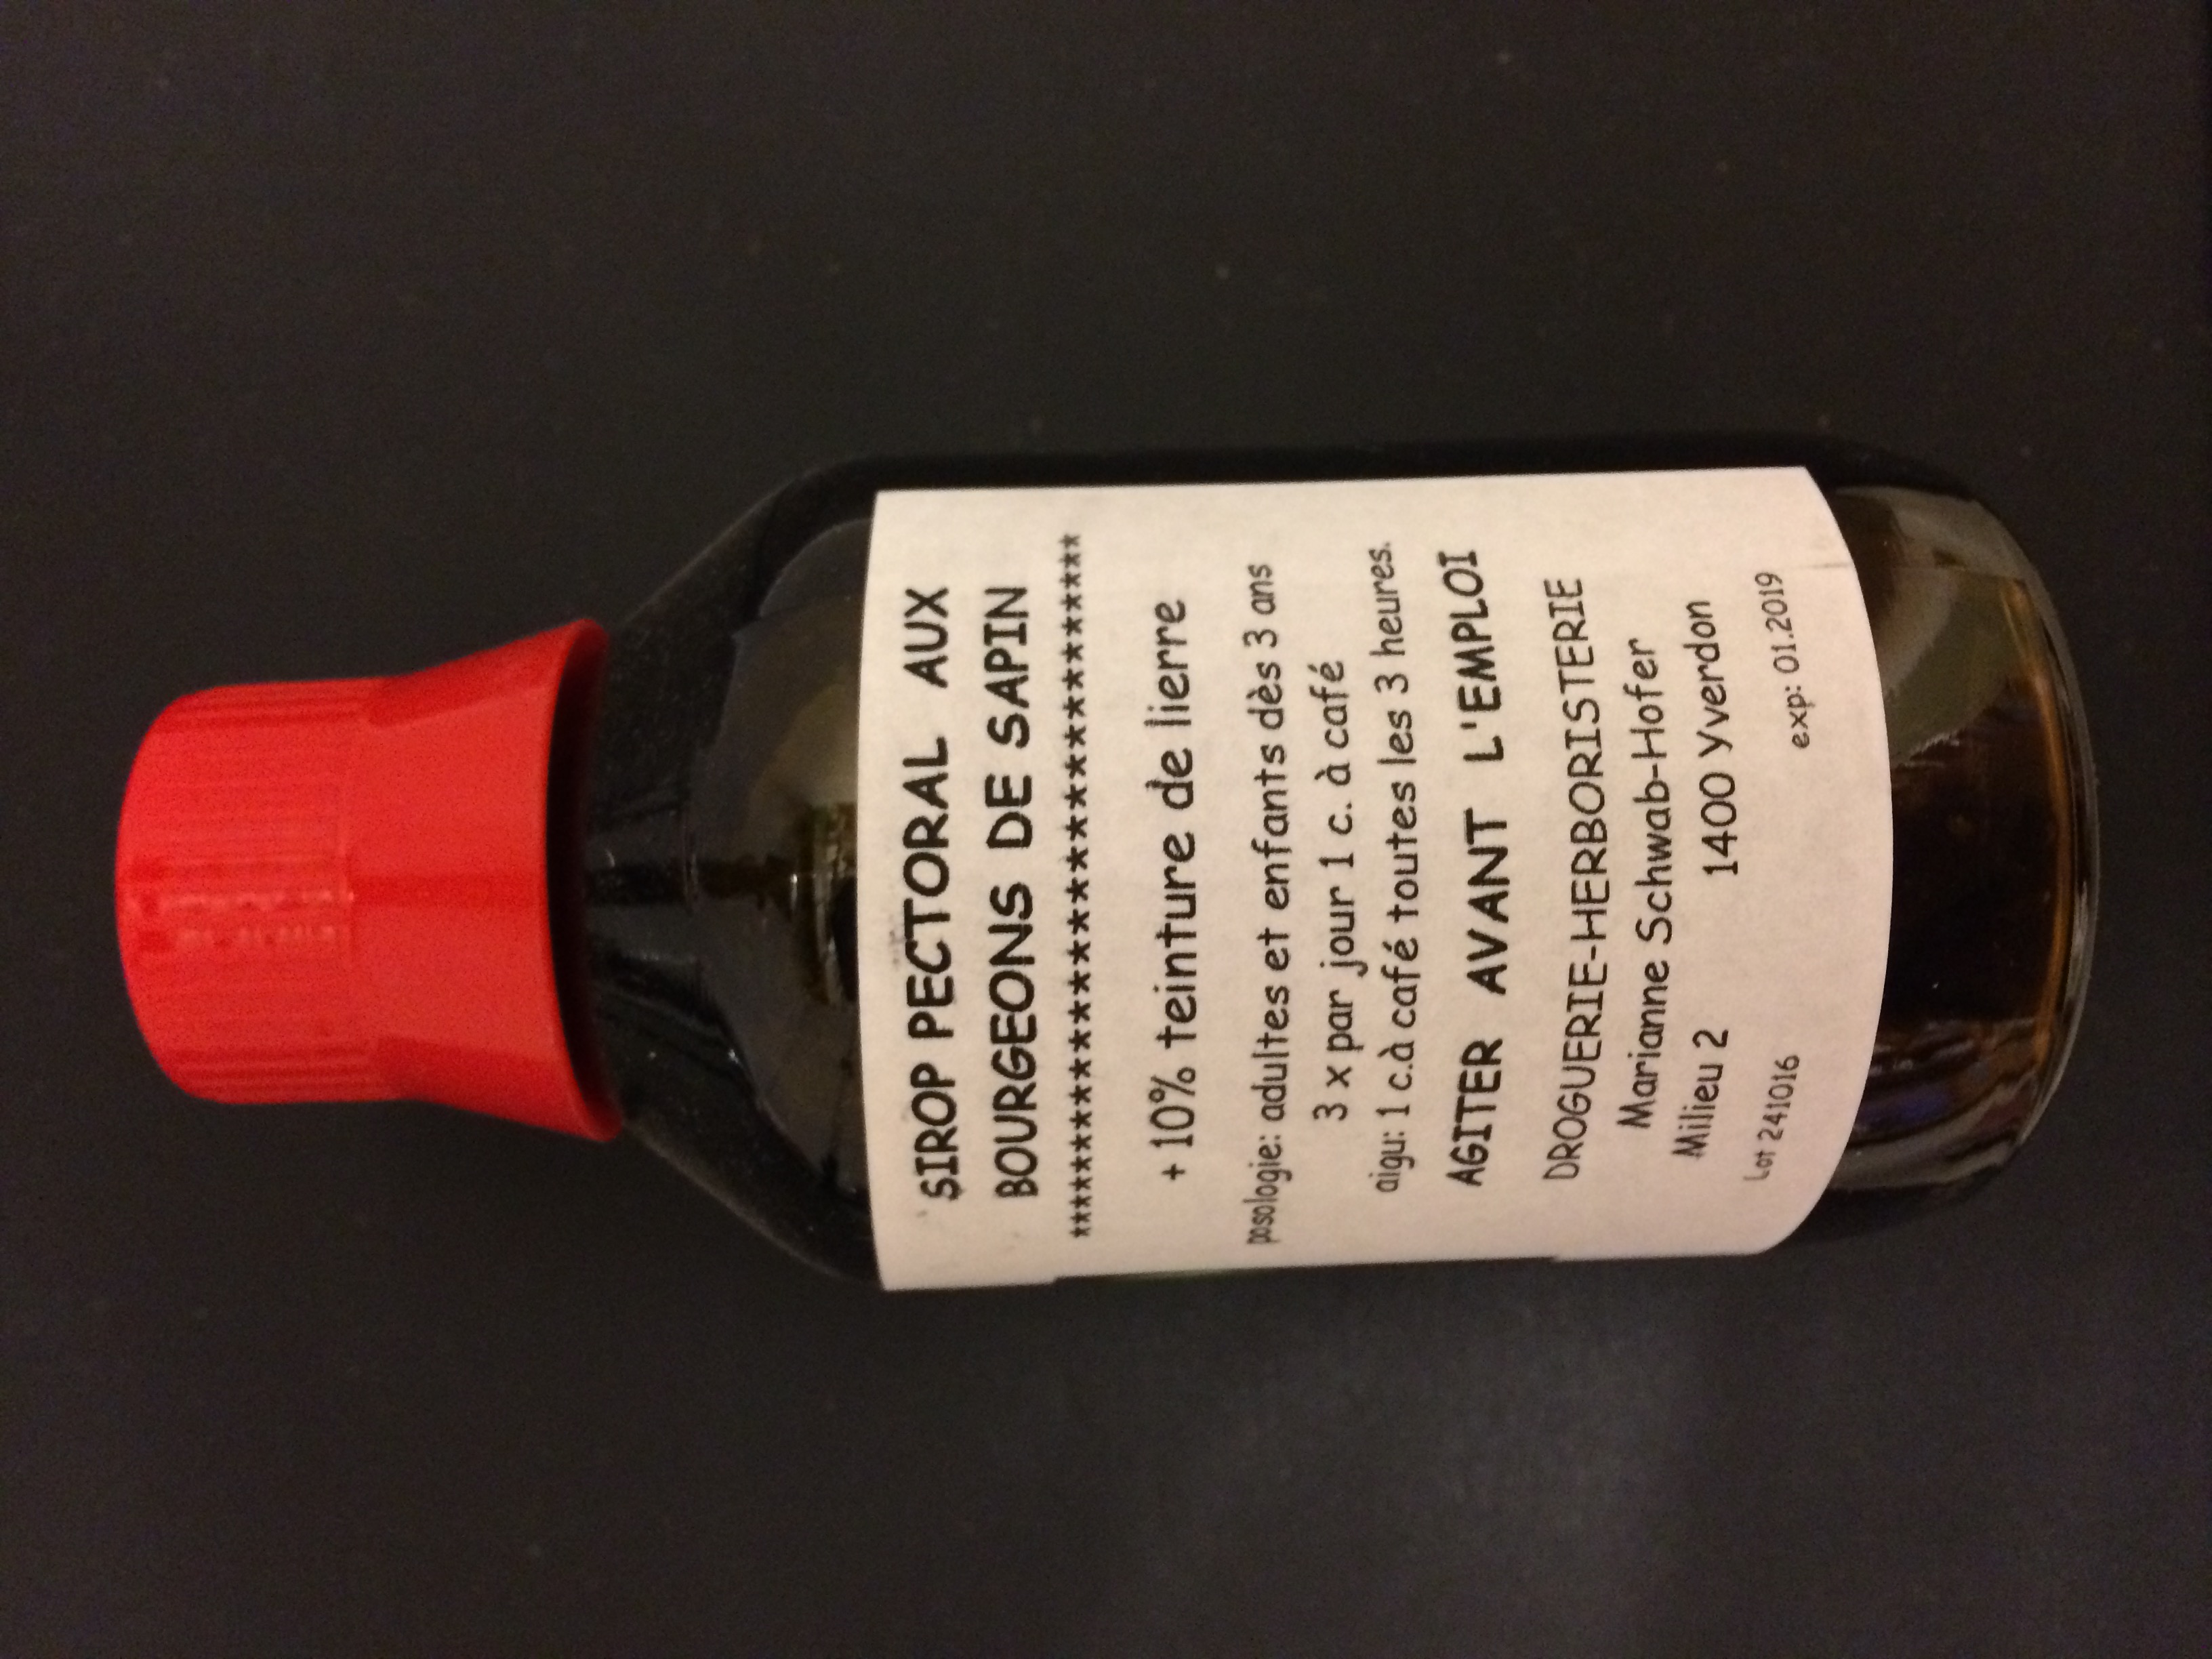 SIROP PECTORAL AUX
BOURGEONS DE SAPIN
******************************
+ 10% teinture de lierre
posologie: adultes et enfants dès 3 ans
3 x par jour 1 c. à café
aigu: 1 c.à café toutes les 3 heures.
AGITER AVANT L'EMPLOI
DROGUERIE-HERBORISTERIE
Marianne Schwab-Hofer
Milieu 2 1400 Yverdon
Lot 241016 exp: 01.2019